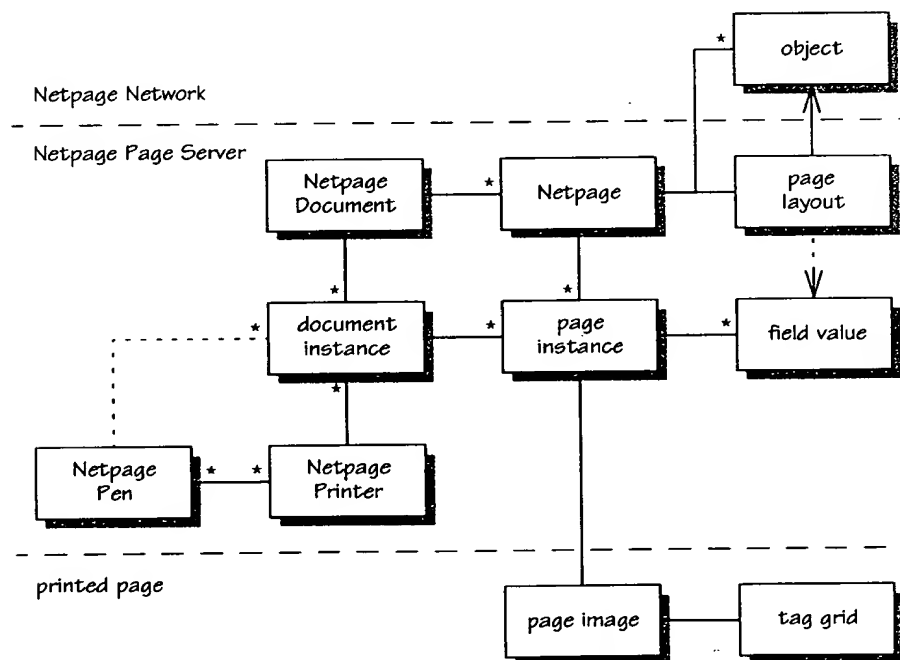 *
object
Netpage Network
Netpage Page Server
Netpage
Document
*
Netpage
page
layout
*
*
*
document
instance
*
page
instance
*
field value
*
Netpage
Pen
*
*
Netpage
Printer
printed page
page image
tag grid